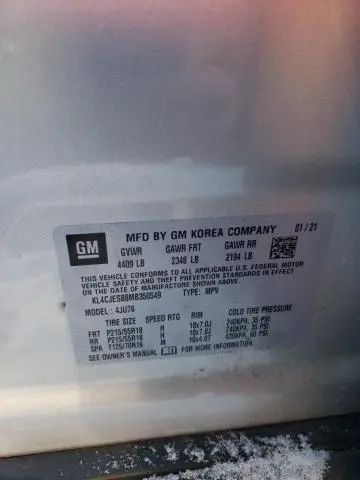 GM
MFD BY GM KOREA COMPANY 01/21
GVWR GAWR FRT GAWR RR
4409 LB 2348 LB 2194 LB
THIS VEHICLE CONFORMS TO ALL APPLICABLE U.S. FEDERAL MOTOR
VEHICLE SAFETY, BUMPER, AND THEFT PREVENTION STANDARDS IN EFFECT
ON THE DATE OF MANUFACTURE SHOWN ABOVE.
KL4CJESB8MB350549 TYPE: MPV
MODEL: 4JU76
SPEED RTG RIM COLD TIRE PRESSURE
FRT P215/55R18 H 18x7.0J 240KPA, 35 PSI
RR P215/55R18 H 18x7.0J 240KPA, 35 PSI
SPA T125/70R16 M 16x4.0T 420KPA, 60 PSI
SEE OWNER'S MANUAL FOR MORE INFORMATION.